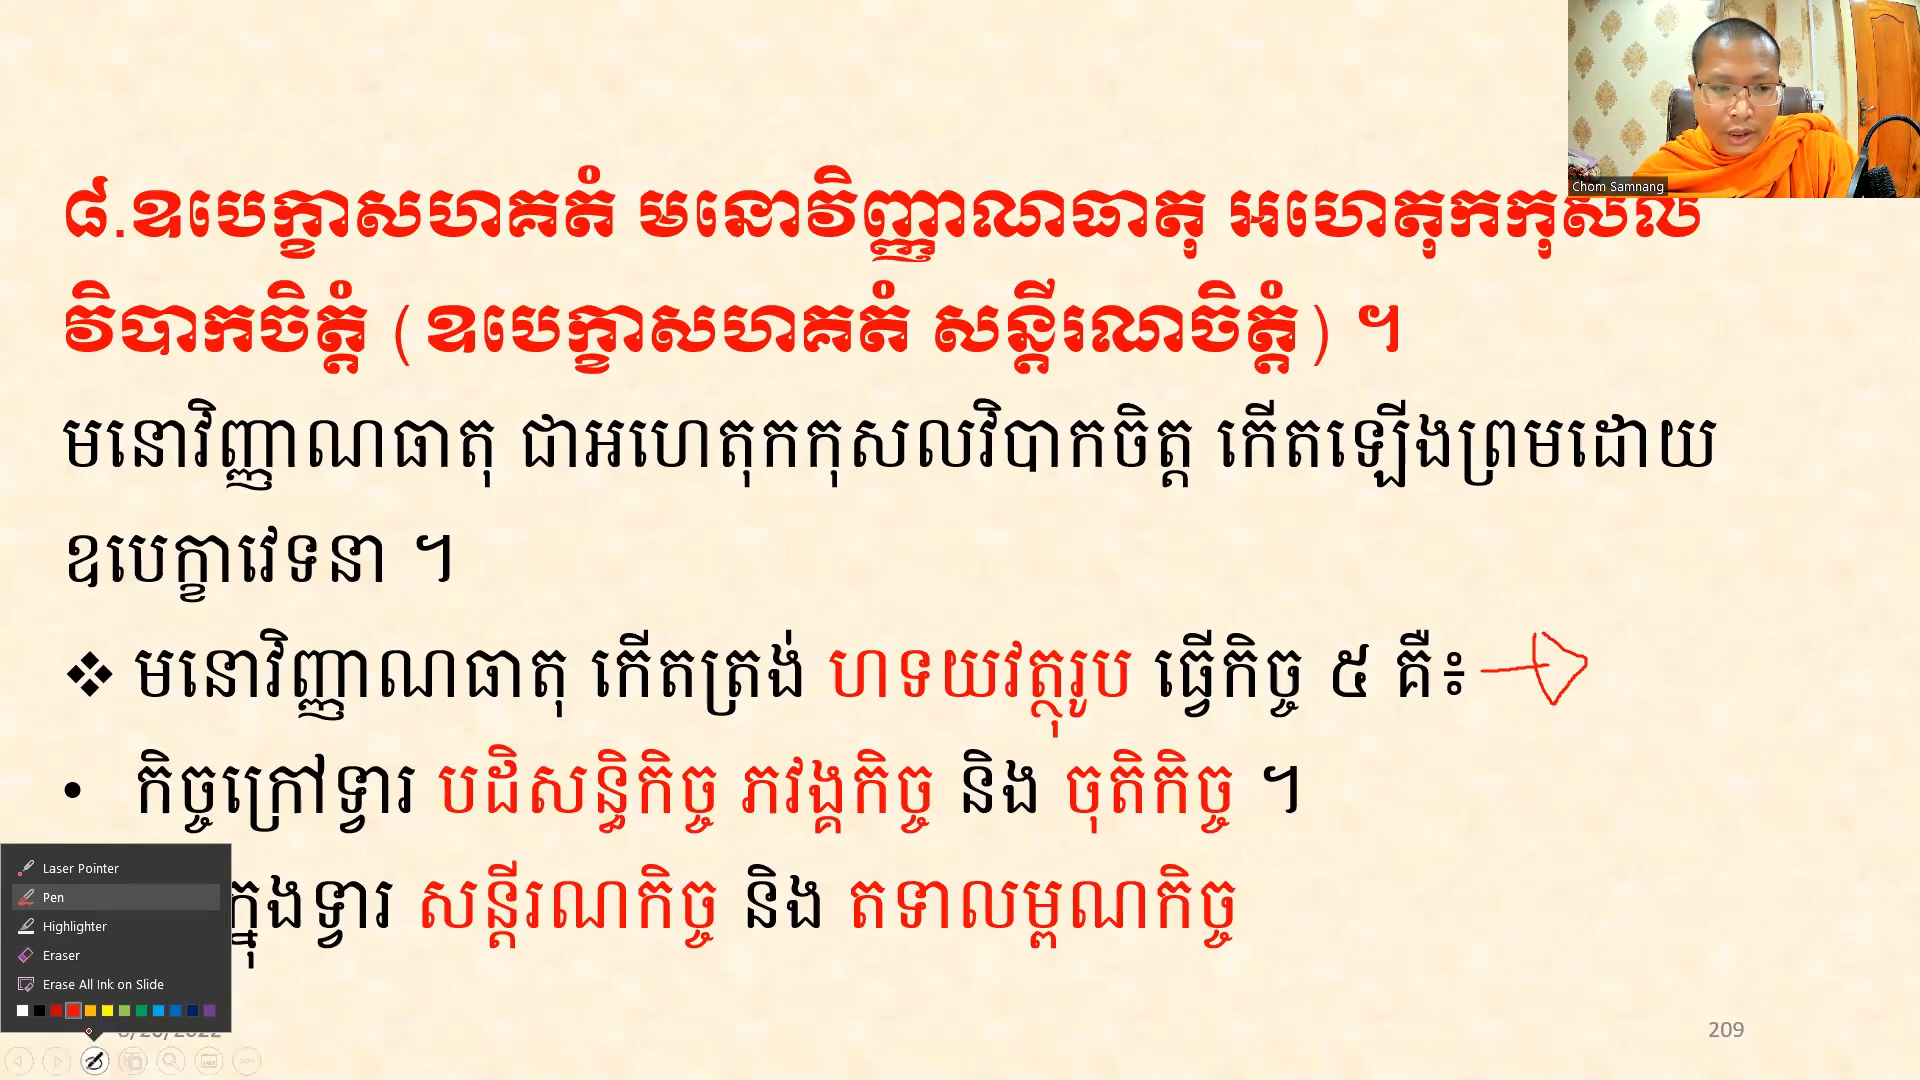 Chom Samnang
៨.ឧបេក្ខាសហគតំ មនោវិញ្ញាណធាតុ អហេតុកកុសល
វិបាកចិត្តំ (ឧបេក្ខាសហគតំ សន្តីរណចិត្តំ) ។
មនោវិញ្ញាណធាតុ ជាអហេតុកកុសលវិបាកចិត្ត កើតឡើងព្រមដោយ
ឧបេក្ខាវេទនា ។
❖ មនោវិញ្ញាណធាតុ កើតត្រង់ ហទយវត្ថុរូប ធ្វើកិច្ច ៥ គឺ៖
• កិច្ចក្រៅទ្វារ បដិសន្ធិកិច្ច ភវង្គកិច្ច និង ចុតិកិច្ច ។
ក្នុងទ្វារ សន្តីរណកិច្ច និង តទាលម្ពណកិច្ច
Laser Pointer
Pen
Highlighter
Eraser
Erase All Ink on Slide
209